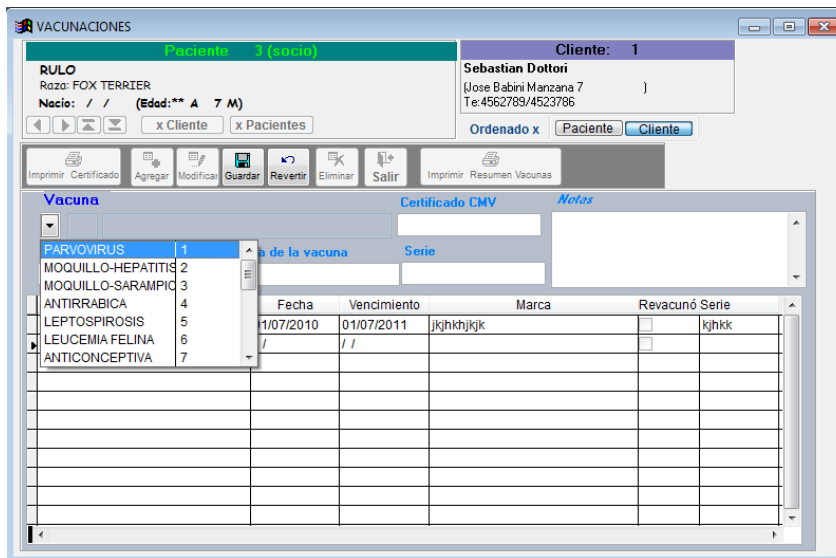 VACUNACIONES
Paciente 3 (socio)
RULO
Raza: FOX TERRIER
Nacio: / / (Edad:** A 7 M)
x Cliente x Pacientes
Cliente: 1
Sebastian Dottori
(Jose Babini Manzana 7 )
Te:4562789/4523786
Ordenado x Paciente Cliente
Imprimir Certificado Agregar Modificar Guardar Revertir Eliminar Salir Imprimir Resumen Vacunas
Vacuna Certificado CMV Notas
de la vacuna Serie
PARVOVIRUS 1
MOQUILLO-HEPATITIS 2
MOQUILLO-SARAMPIO 3
ANTIRRABICA 4
LEPTOSPIROSIS 5
LEUCEMIA FELINA 6
ANTICONCEPTIVA 7
Fecha Vencimiento Marca Revacunó Serie
01/07/2010 01/07/2011 jkjhkhjkjk kjhkk
/ / /